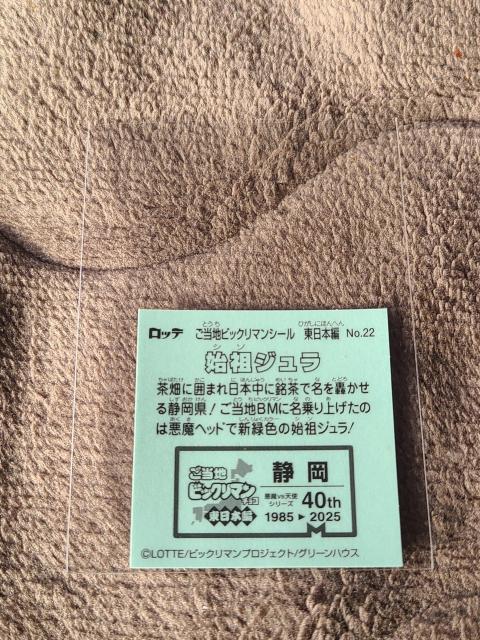 ロッテ ご当地ビックリマンシール 東日本編 No.22
始祖ジュラ
茶畑に囲まれ日本中に銘茶で名を轟かせ
る静岡県!ご当地BMに名乗り上げたの
は悪魔ヘッドで新緑色の始祖ジュラ!
ご当地
ビックリマン
チョコ
東日本編
静岡
悪魔vs天使
シリーズ 40th
1985 ▶ 2025
©LOTTE/ビックリマンプロジェクト/グリーンハウス